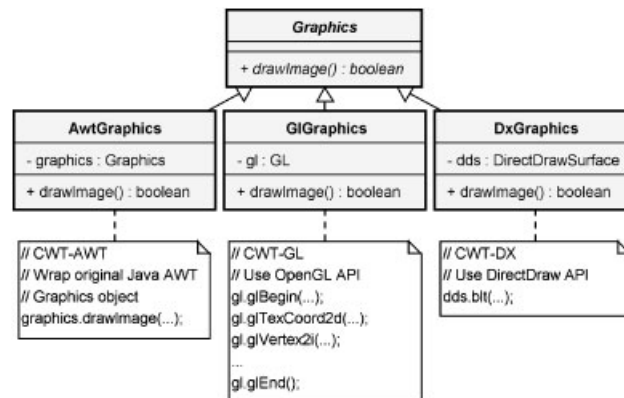 Graphics
+ drawImage() : boolean
AwtGraphics
- graphics : Graphics
+ drawImage() : boolean
GlGraphics
- gl : GL
+ drawImage() : boolean
DxGraphics
- dds : DirectDrawSurface
+ drawImage() : boolean
// CWT-AWT
// Wrap original Java AWT
// Graphics object
graphics.drawImage(...);
// CWT-GL
// Use OpenGL API
gl.glBegin(...);
gl.glTexCoord2d(...);
gl.glVertex2i(...);
...
gl.glEnd();
// CWT-DX
// Use DirectDraw API
dds.blt(...);